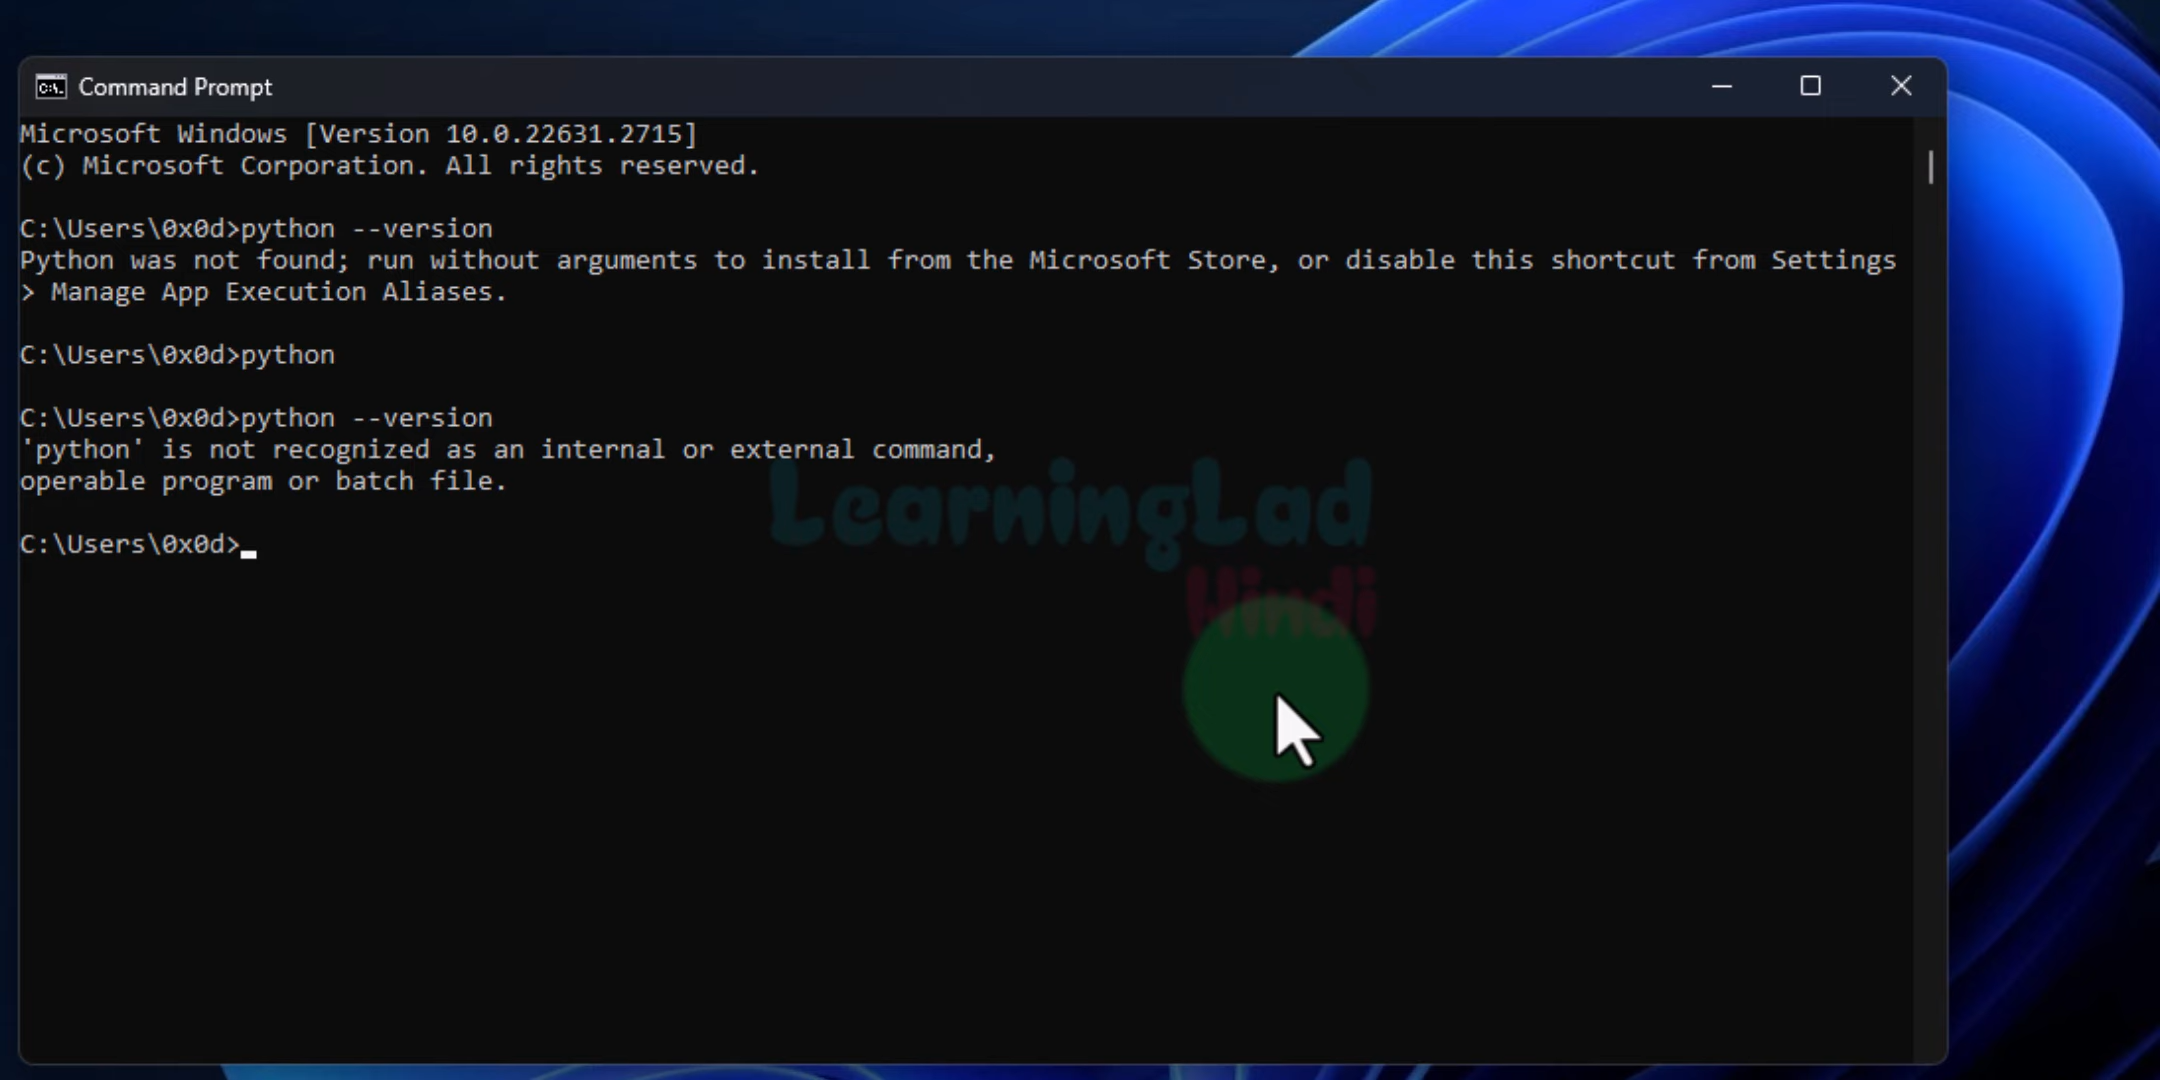 Command Prompt
Microsoft Windows [Version 10.0.22631.2715]
(c) Microsoft Corporation. All rights reserved.
C:\Users\0x0d>python --version
Python was not found; run without arguments to install from the Microsoft Store, or disable this shortcut from Settings
> Manage App Execution Aliases.
C:\Users\0x0d>python
C:\Users\0x0d>python --version
'python' is not recognized as an internal or external command,
operable program or batch file.
C:\Users\0x0d>
LearningLad
Hindi